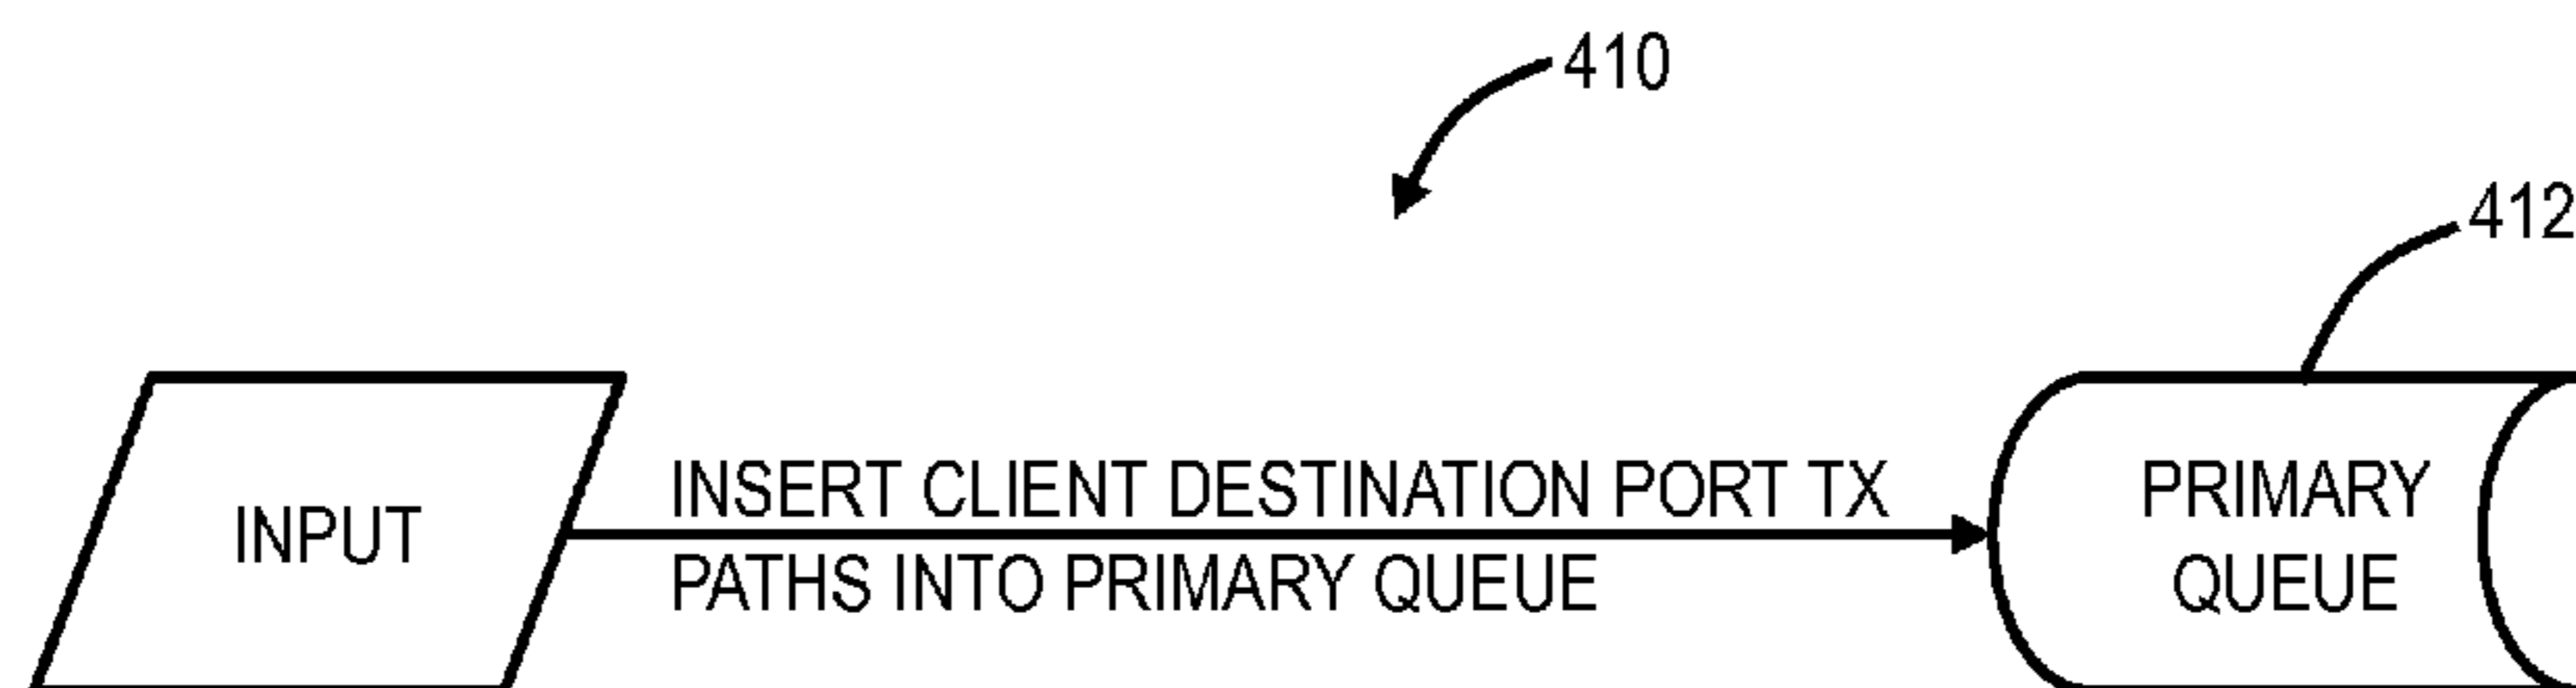 410
412
INPUT
INSERT CLIENT DESTINATION PORT TX
PATHS INTO PRIMARY QUEUE
PRIMARY
QUEUE